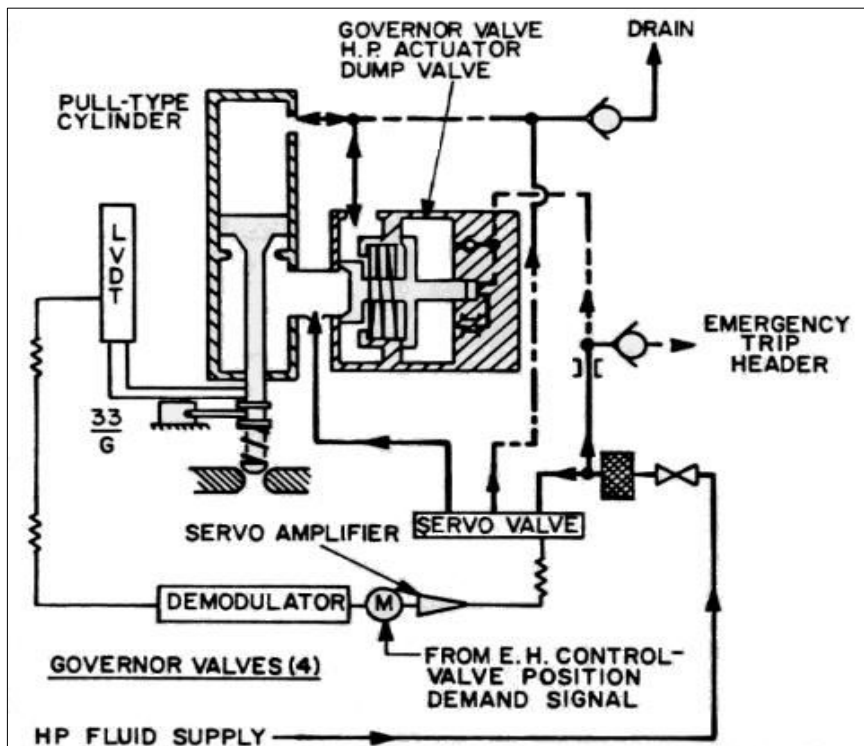 GOVERNOR VALVE
H.P. ACTUATOR
DUMP VALVE
DRAIN
PULL-TYPE
CYLINDER
LVDT
EMERGENCY
TRIP
HEADER
33
G
SERVO VALVE
SERVO AMPLIFIER
DEMODULATOR
M
GOVERNOR VALVES (4)
FROM E. H. CONTROL-
VALVE POSITION
DEMAND SIGNAL
HP FLUID SUPPLY